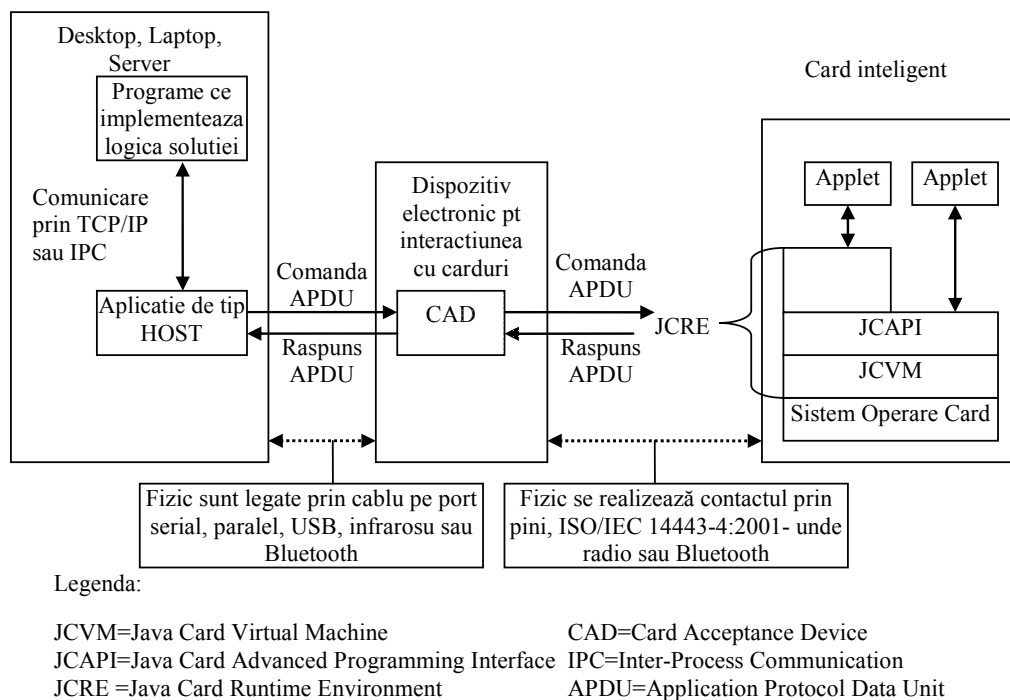 Desktop, Laptop,
Server
Programe ce
implementeaza
logica solutiei
Comunicare
prin TCP/IP
sau IPC
Aplicatie de tip
HOST
Comanda
APDU
Raspuns
APDU
Dispozitiv
electronic pt
interactiunea
cu carduri
CAD
Comanda
APDU
Raspuns
APDU
JCRE
Card inteligent
Applet
Applet
JCAPI
JCVM
Sistem Operare Card
Fizic sunt legate prin cablu pe port
serial, paralel, USB, infrarosu sau
Bluetooth
Fizic se realizează contactul prin
pini, ISO/IEC 14443-4:2001- unde
radio sau Bluetooth
Legenda:
JCVM=Java Card Virtual Machine
JCAPI=Java Card Advanced Programming Interface
JCRE =Java Card Runtime Environment
CAD=Card Acceptance Device
IPC=Inter-Process Communication
APDU=Application Protocol Data Unit